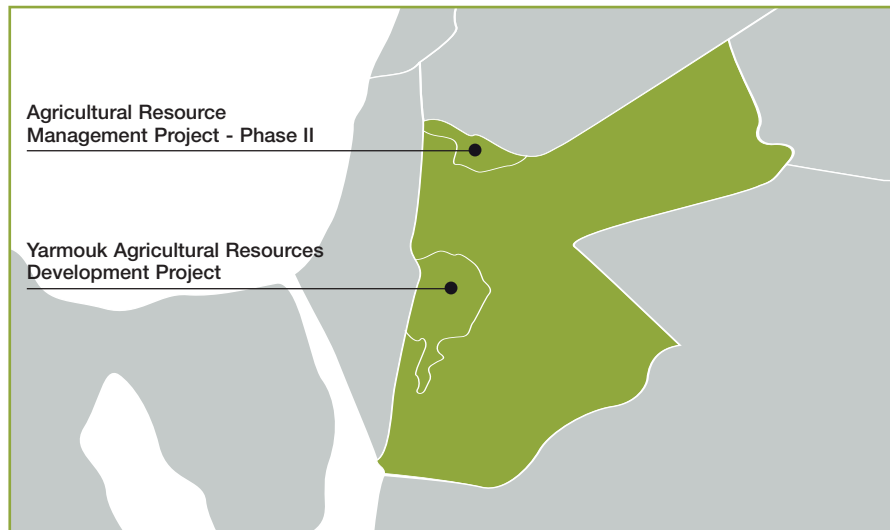 Agricultural Resource
Management Project - Phase II
Yarmouk Agricultural Resources
Development Project